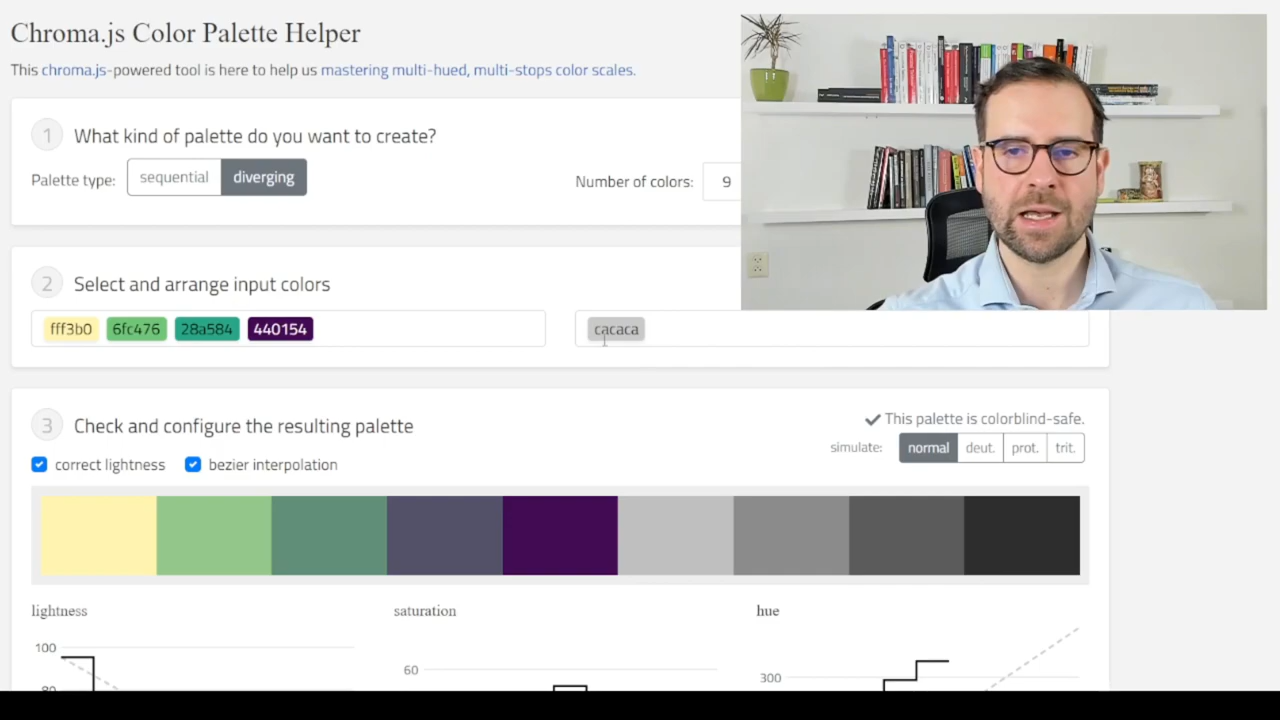 Chroma.js Color Palette Helper
This chroma.js-powered tool is here to help us mastering multi-hued, multi-stops color scales.
1 What kind of palette do you want to create?
Palette type: sequential diverging Number of colors: 9
2 Select and arrange input colors
fff3b0 6fc476 28a584 440154 cacaca
3 Check and configure the resulting palette
This palette is colorblind-safe.
correct lightness bezier interpolation simulate: normal deut. prot. trit.
lightness saturation hue
100
80
60
300